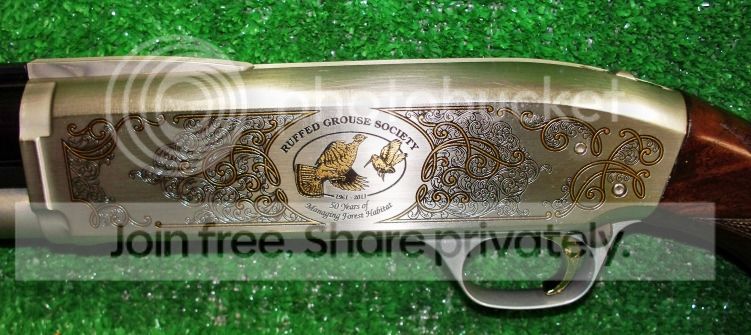 photobucket
RUFFED GROUSE SOCIETY
1961 - 2011
50 Years of
Managing Forest Habitat
Join free. Share privately.